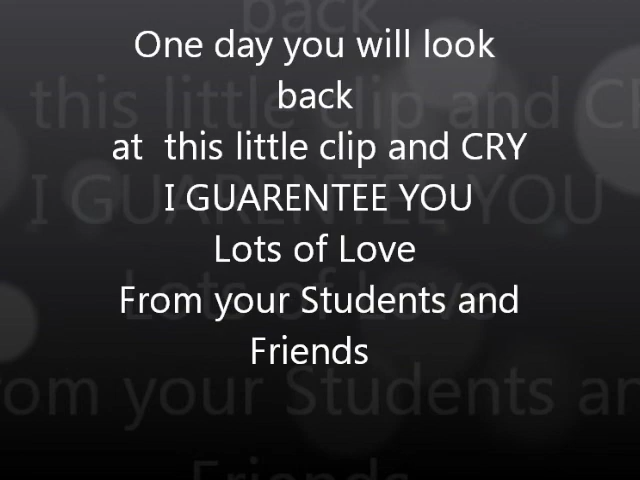 One day you will look
back
at  this little clip and CRY
I GUARENTEE YOU
Lots of Love
From your Students and
Friends